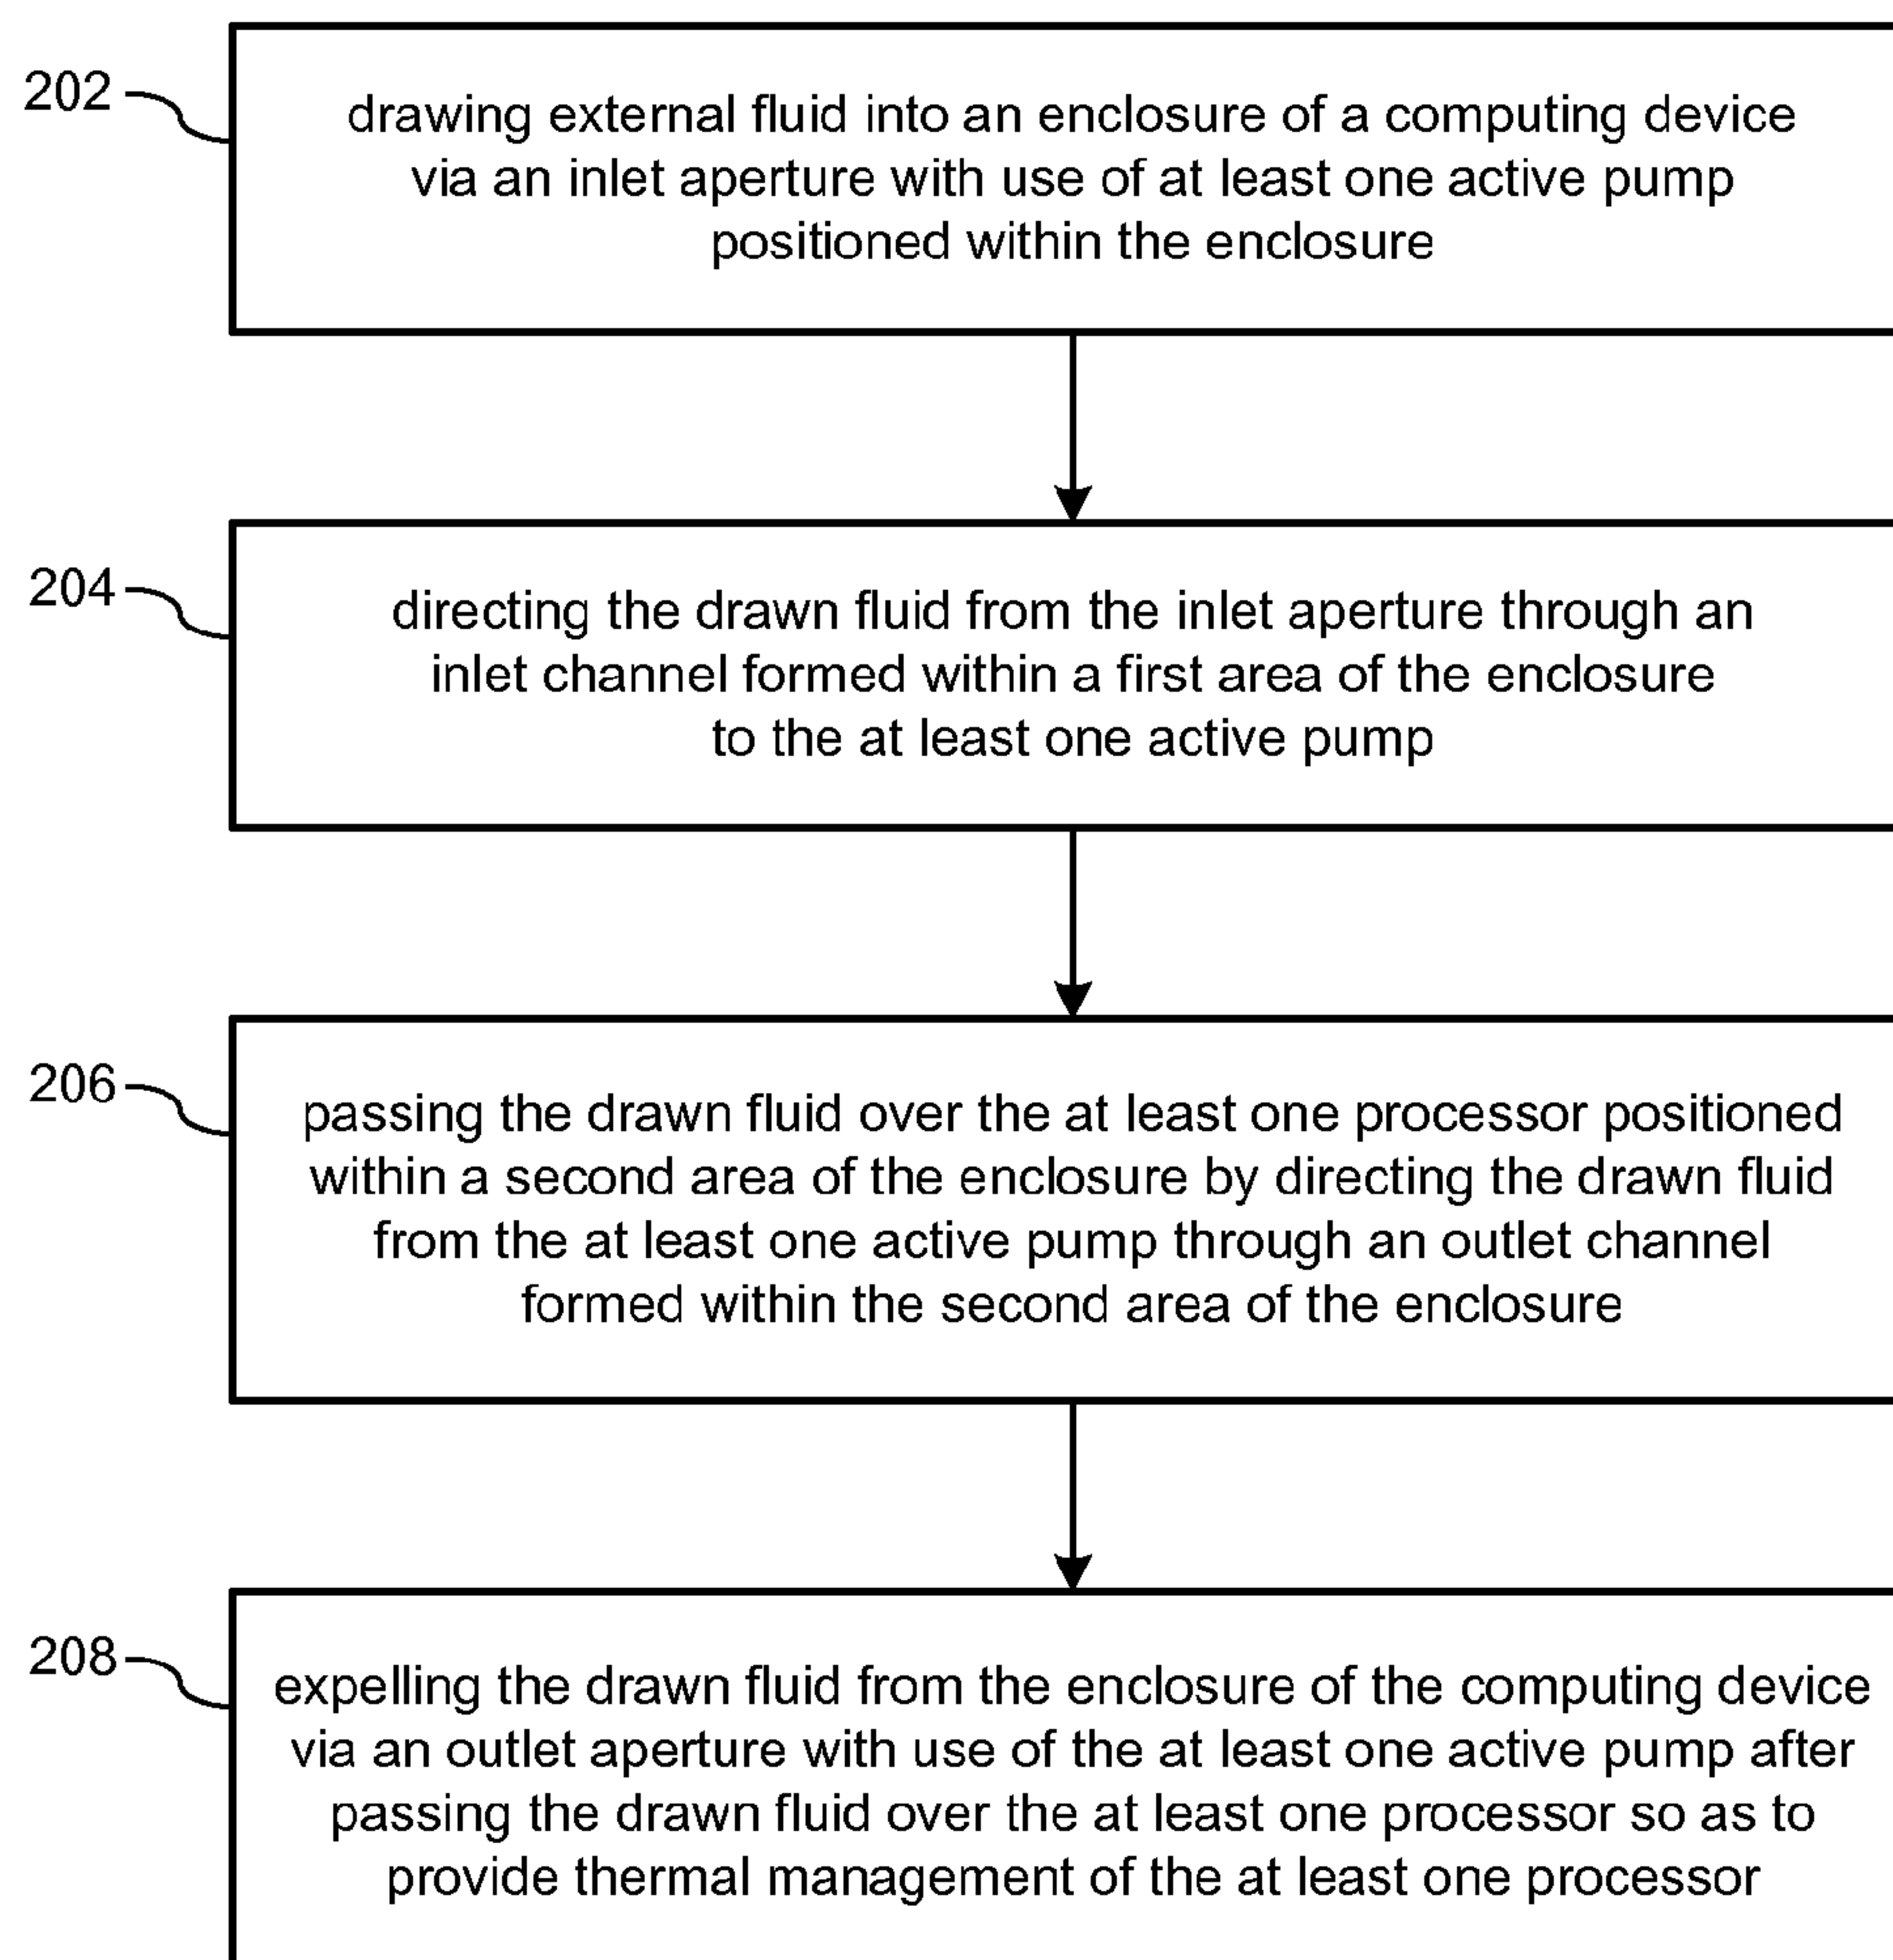 202
drawing external fluid into an enclosure of a computing device
via an inlet aperture with use of at least one active pump
positioned within the enclosure
204
directing the drawn fluid from the inlet aperture through an
inlet channel formed within a first area of the enclosure
to the at least one active pump
206
passing the drawn fluid over the at least one processor positioned
within a second area of the enclosure by directing the drawn fluid
from the at least one active pump through an outlet channel
formed within the second area of the enclosure
208
expelling the drawn fluid from the enclosure of the computing device
via an outlet aperture with use of the at least one active pump after
passing the drawn fluid over the at least one processor so as to
provide thermal management of the at least one processor